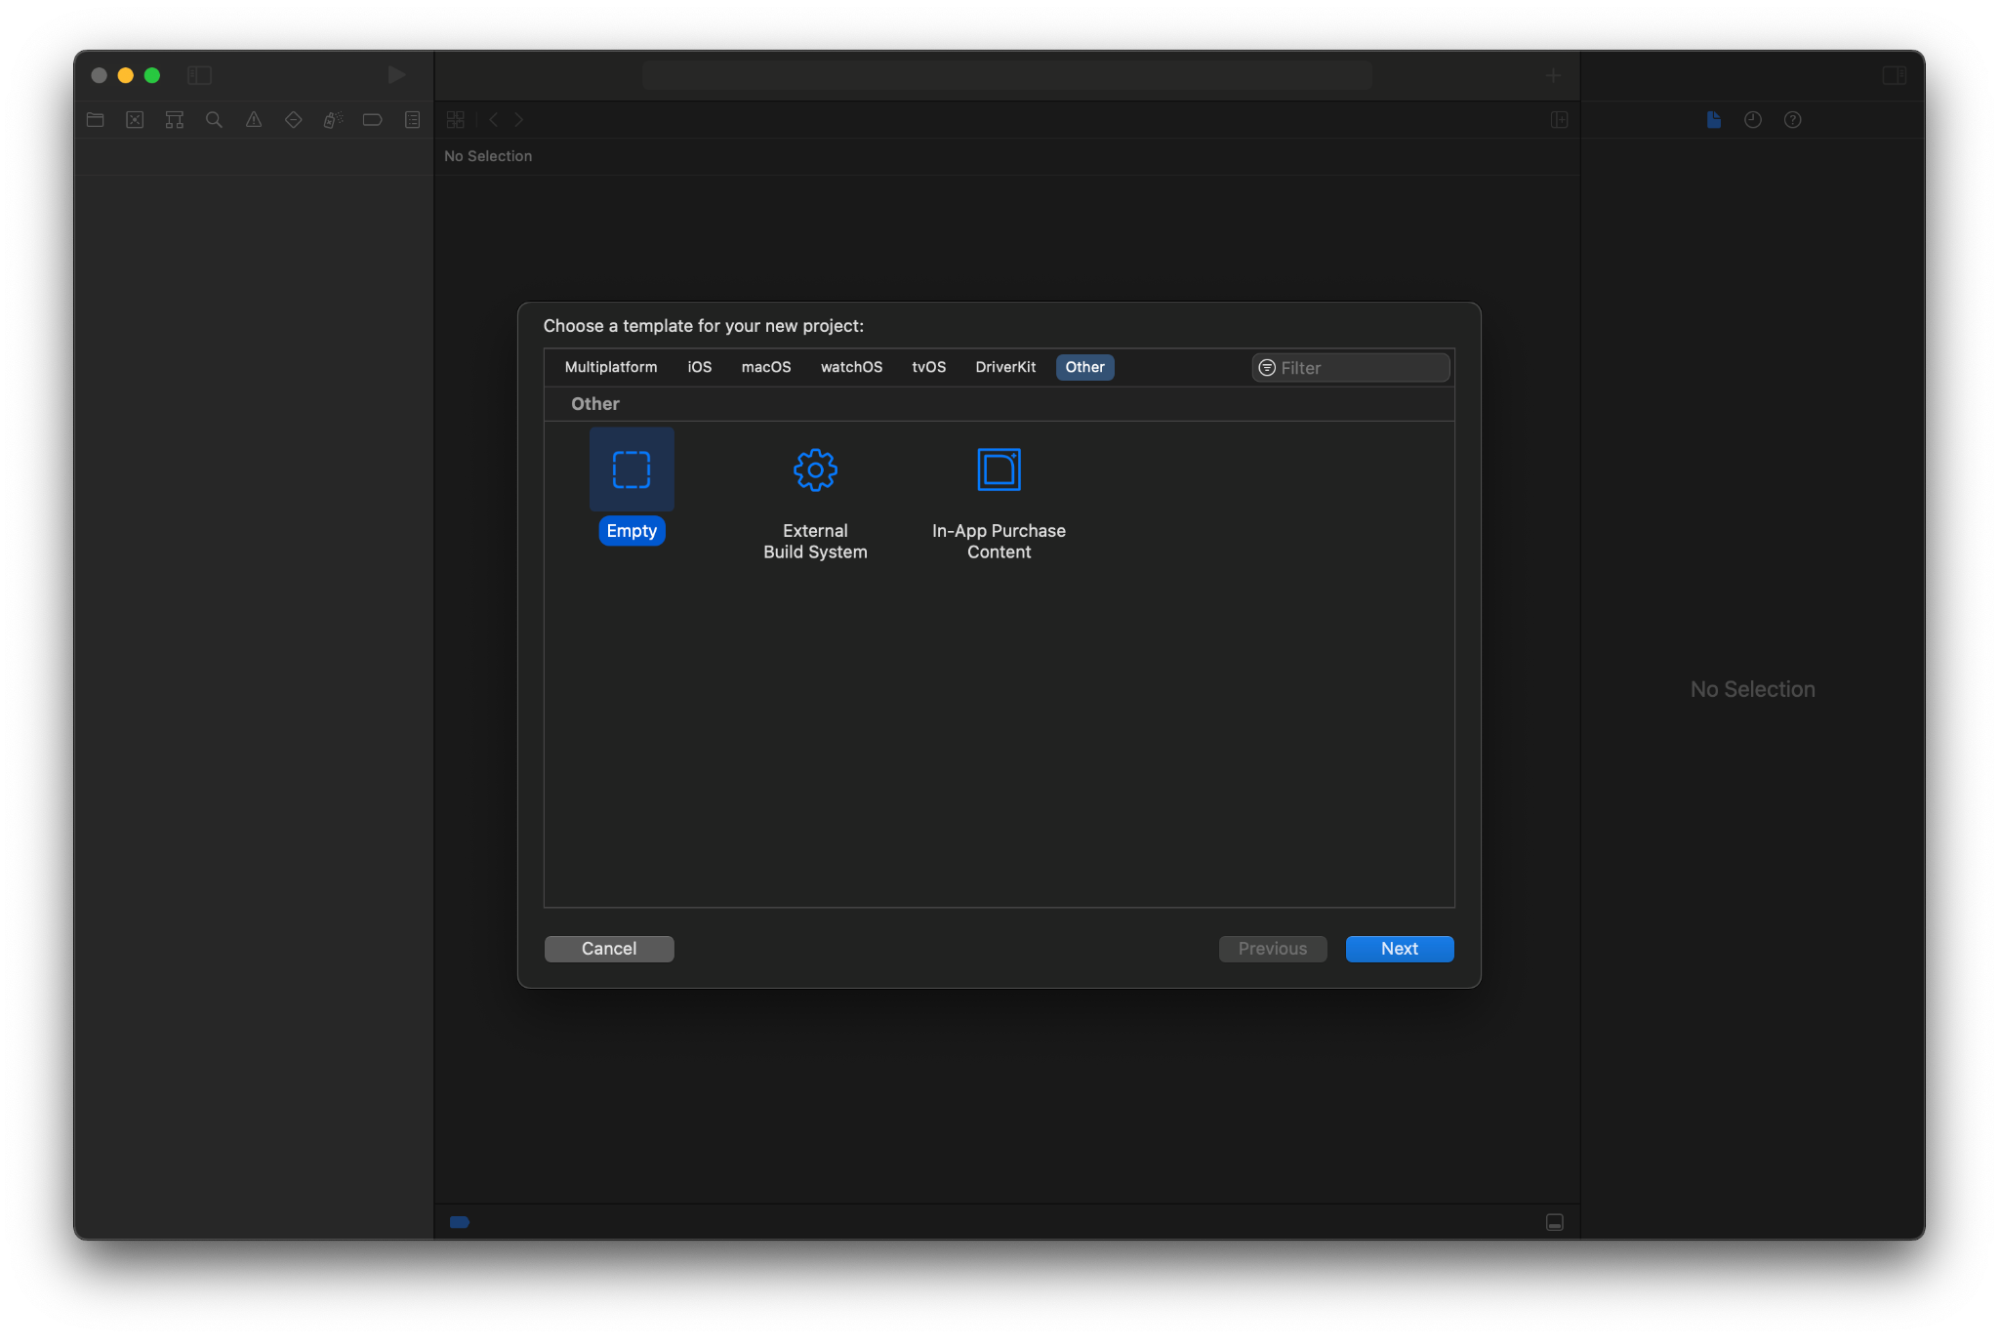 No Selection
Choose a template for your new project:
Multiplatform iOS macOS watchOS tvOS DriverKit Other Filter
Other
Empty
External
Build System
In-App Purchase
Content
No Selection
Cancel Previous Next